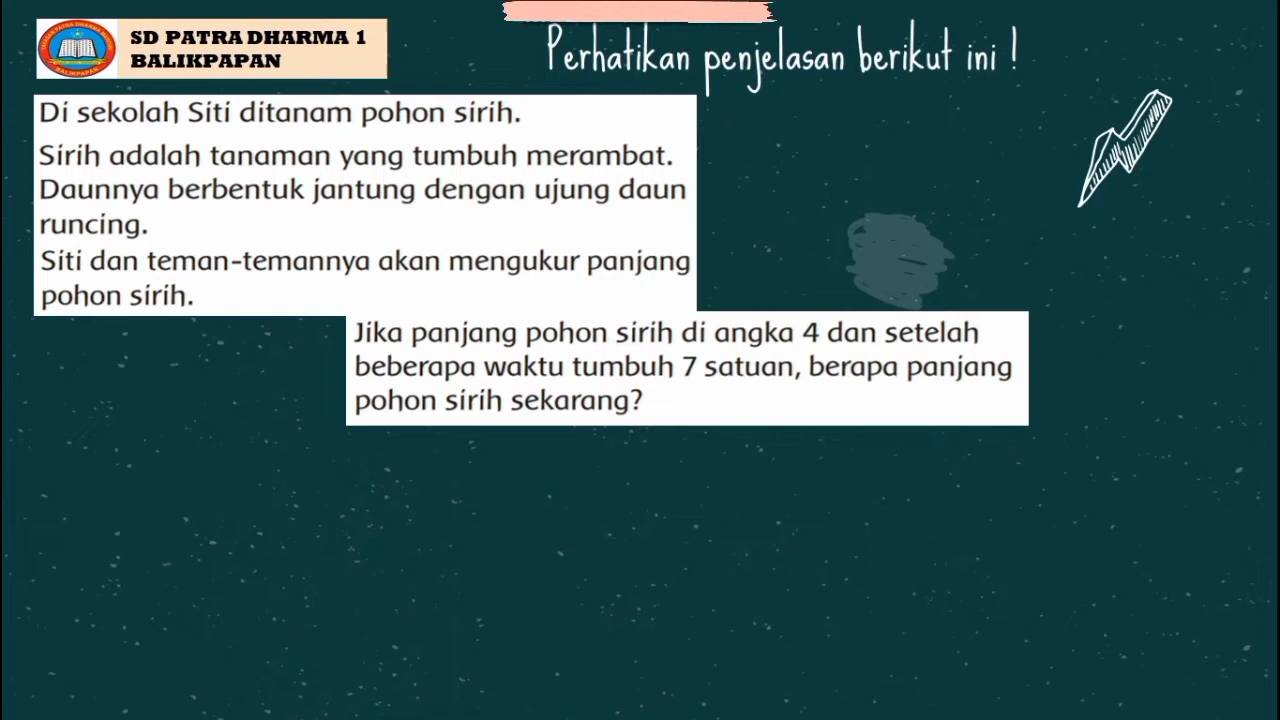 SD PATRA DHARMA 1
BALIKPAPAN
Perhatikan penjelasan berikut ini !
Di sekolah Siti ditanam pohon sirih.
Sirih adalah tanaman yang tumbuh merambat.
Daunnya berbentuk jantung dengan ujung daun
runcing.
Siti dan teman-temannya akan mengukur panjang
pohon sirih.
Jika panjang pohon sirih di angka 4 dan setelah
beberapa waktu tumbuh 7 satuan, berapa panjang
pohon sirih sekarang?